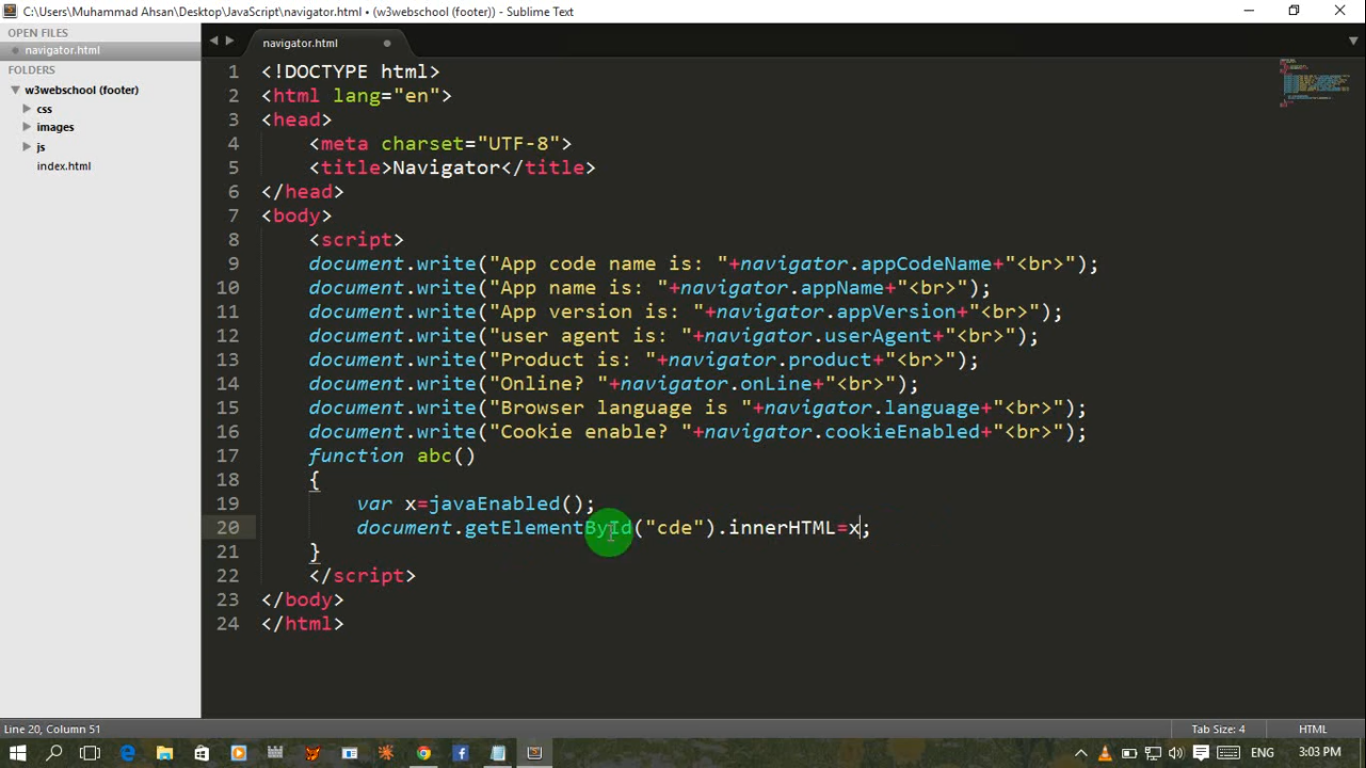 C:\Users\Muhammad Ahsan\Desktop\JavaScript\navigator.html • (w3webschool (footer)) - Sublime Text
OPEN FILES
navigator.html
FOLDERS
w3webschool (footer)
css
images
js
index.html
navigator.html
1 <!DOCTYPE html>
2 <html lang="en">
3 <head>
4 <meta charset="UTF-8">
5 <title>Navigator</title>
6 </head>
7 <body>
8 <script>
9 document.write("App code name is: "+navigator.appCodeName+"<br>");
10 document.write("App name is: "+navigator.appName+"<br>");
11 document.write("App version is: "+navigator.appVersion+"<br>");
12 document.write("user agent is: "+navigator.userAgent+"<br>");
13 document.write("Product is: "+navigator.product+"<br>");
14 document.write("Online? "+navigator.onLine+"<br>");
15 document.write("Browser language is "+navigator.language+"<br>");
16 document.write("Cookie enable? "+navigator.cookieEnabled+"<br>");
17 function abc()
18 {
19 var x=javaEnabled();
20 document.getElementById("cde").innerHTML=x;
21 }
22 </script>
23 </body>
24 </html>
Line 20, Column 51
Tab Size: 4
HTML
ENG
3:03 PM